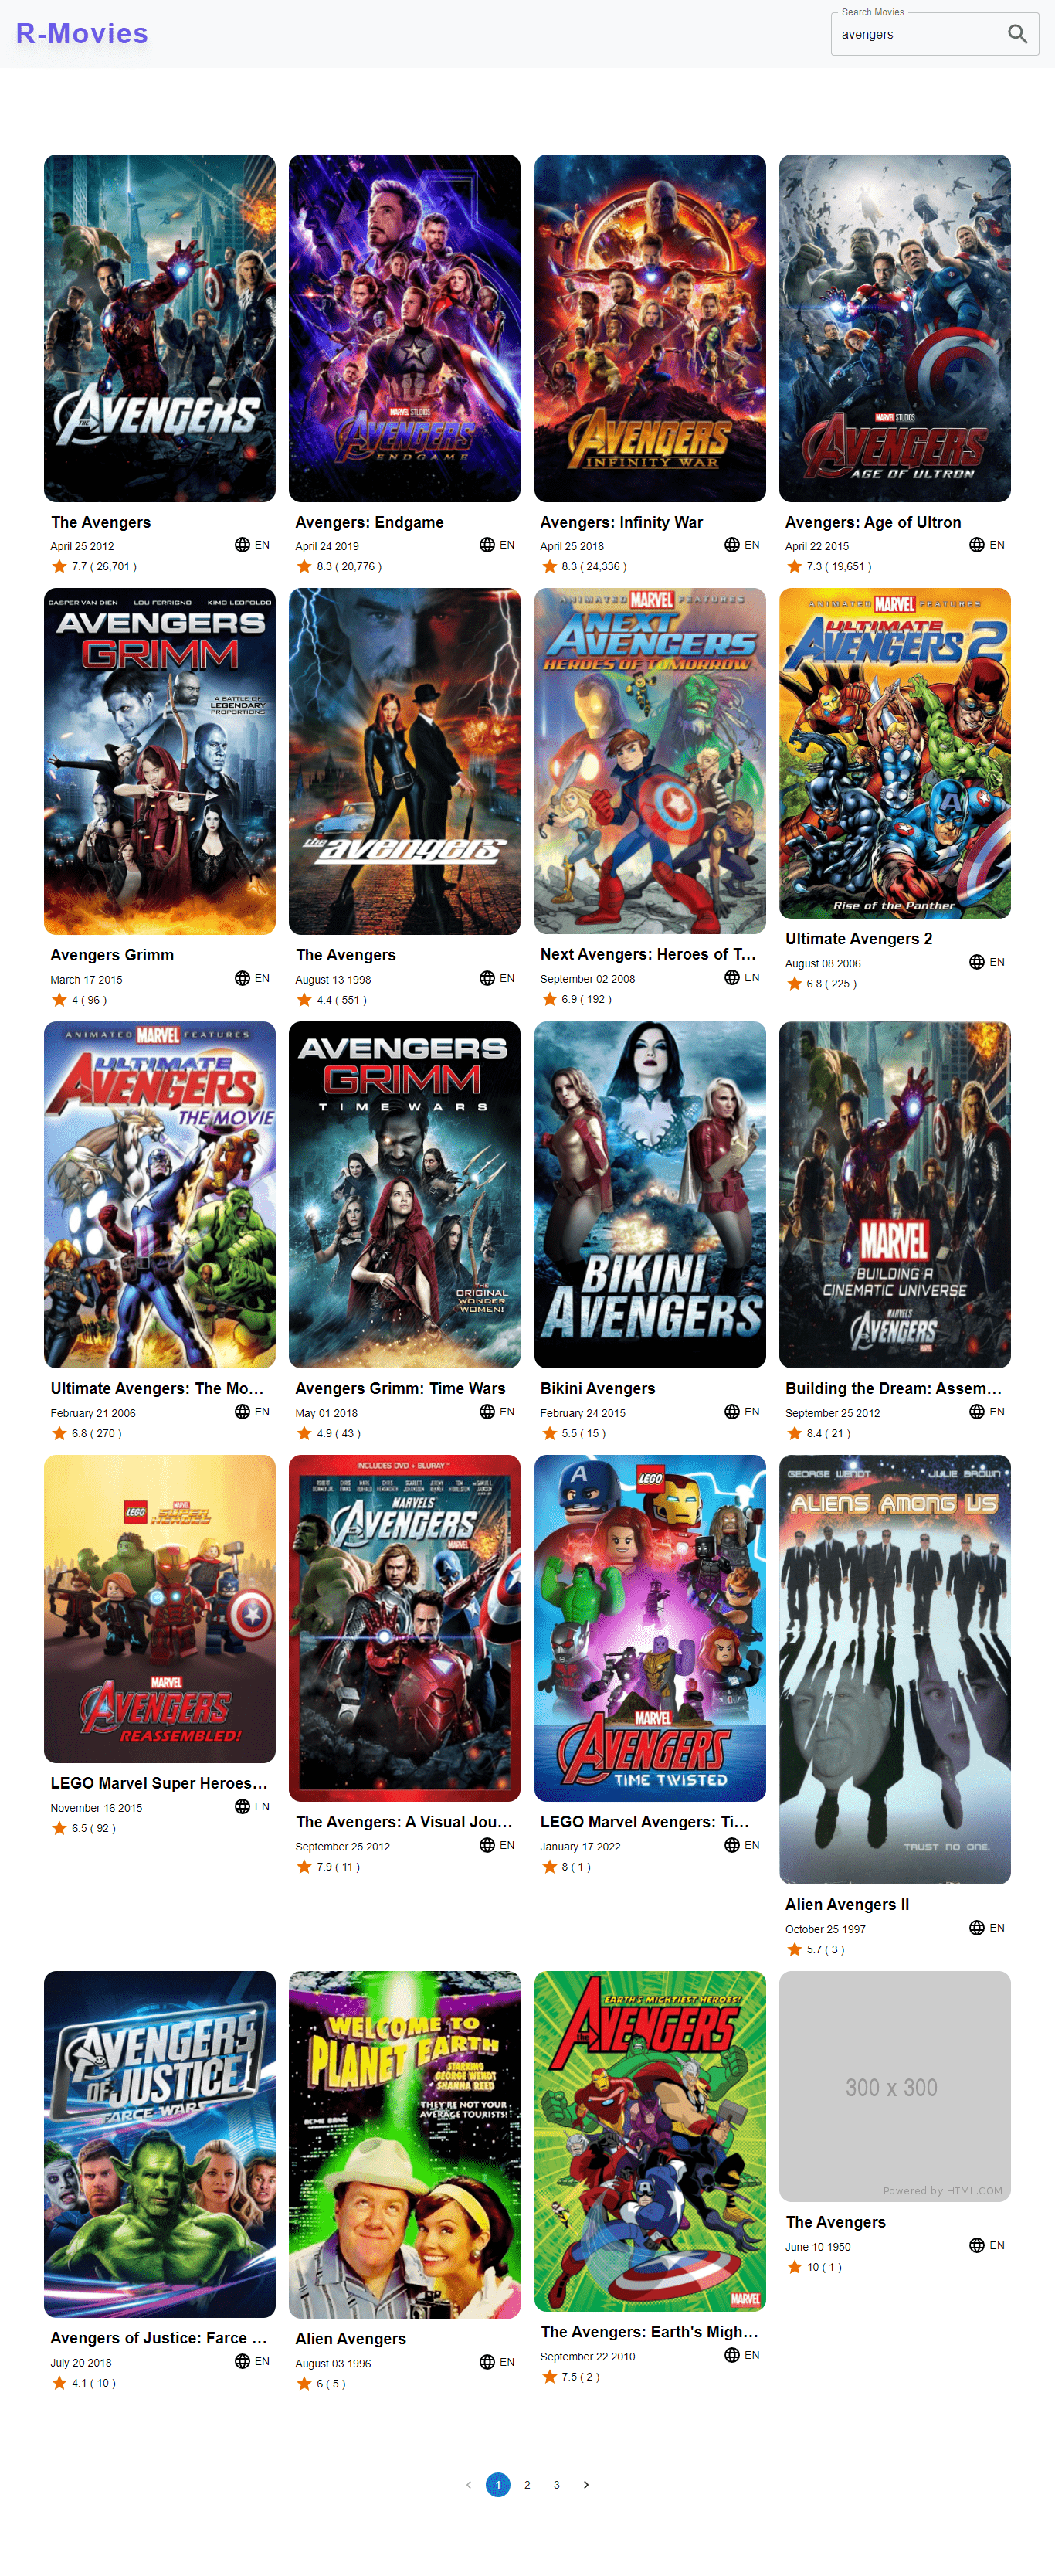 R-Movies
Search Movies
avengers
THE AVENGERS
MARVEL STUDIOS
AVENGERS
ENDGAME
AVENGERS
INFINITY WAR
MARVEL STUDIOS
AVENGERS
AGE OF ULTRON
The Avengers
April 25 2012
EN
7.7 ( 26,701 )
Avengers: Endgame
April 24 2019
EN
8.3 ( 20,776 )
Avengers: Infinity War
April 25 2018
EN
8.3 ( 24,336 )
Avengers: Age of Ultron
April 22 2015
EN
7.3 ( 19,651 )
CASPER VAN DIEN LOU FERRIGNO KIMO LEOPOLDO
AVENGERS
GRIMM
A BATTLE OF
LEGENDARY
PROPORTIONS
the avengers
ANIMATED MARVEL FEATURES
NEXT
AVENGERS
HEROES OF TOMORROW
ANIMATED MARVEL FEATURES
ULTIMATE
AVENGERS 2
Rise of the Panther
Avengers Grimm
March 17 2015
EN
4 ( 96 )
The Avengers
August 13 1998
EN
4.4 ( 551 )
Next Avengers: Heroes of T...
September 02 2008
EN
6.9 ( 192 )
Ultimate Avengers 2
August 08 2006
EN
6.8 ( 225 )
ANIMATED MARVEL FEATURES
ULTIMATE
AVENGERS
THE MOVIE
AVENGERS
GRIMM
TIME WARS
THE
ORIGINAL
WONDER
WOMEN!
BIKINI
AVENGERS
MARVEL
BUILDING A
CINEMATIC UNIVERSE
MARVEL'S
AVENGERS
Ultimate Avengers: The Mo...
February 21 2006
EN
6.8 ( 270 )
Avengers Grimm: Time Wars
May 01 2018
EN
4.9 ( 43 )
Bikini Avengers
February 24 2015
EN
5.5 ( 15 )
Building the Dream: Assem...
September 25 2012
EN
8.4 ( 21 )
LEGO MARVEL SUPER HEROES
MARVEL
AVENGERS
REASSEMBLED!
INCLUDES DVD + BLURAY™
MARVEL'S
THE AVENGERS
MARVEL
LEGO
MARVEL
AVENGERS
TIME TWISTED
GEORGE WENDT JULIE BROWN
ALIENS AMONG US
TRUST NO ONE.
LEGO Marvel Super Heroes...
November 16 2015
EN
6.5 ( 92 )
The Avengers: A Visual Jou...
September 25 2012
EN
7.9 ( 11 )
LEGO Marvel Avengers: Ti...
January 17 2022
EN
8 ( 1 )
Alien Avengers II
October 25 1997
EN
5.7 ( 3 )
AVENGERS
OF JUSTICE
FARCE WARS
WELCOME TO
PLANET EARTH
STARRING
GEORGE WENDT
SHANNA REED
THEY'RE NOT YOUR
AVERAGE TOURISTS!
EARTH'S MIGHTIEST HEROES!
THE AVENGERS
MARVEL
300 x 300
Powered by HTML.COM
Avengers of Justice: Farce ...
July 20 2018
EN
4.1 ( 10 )
Alien Avengers
August 03 1996
EN
6 ( 5 )
The Avengers: Earth's Migh...
September 22 2010
EN
7.5 ( 2 )
The Avengers
June 10 1950
EN
10 ( 1 )
1 2 3